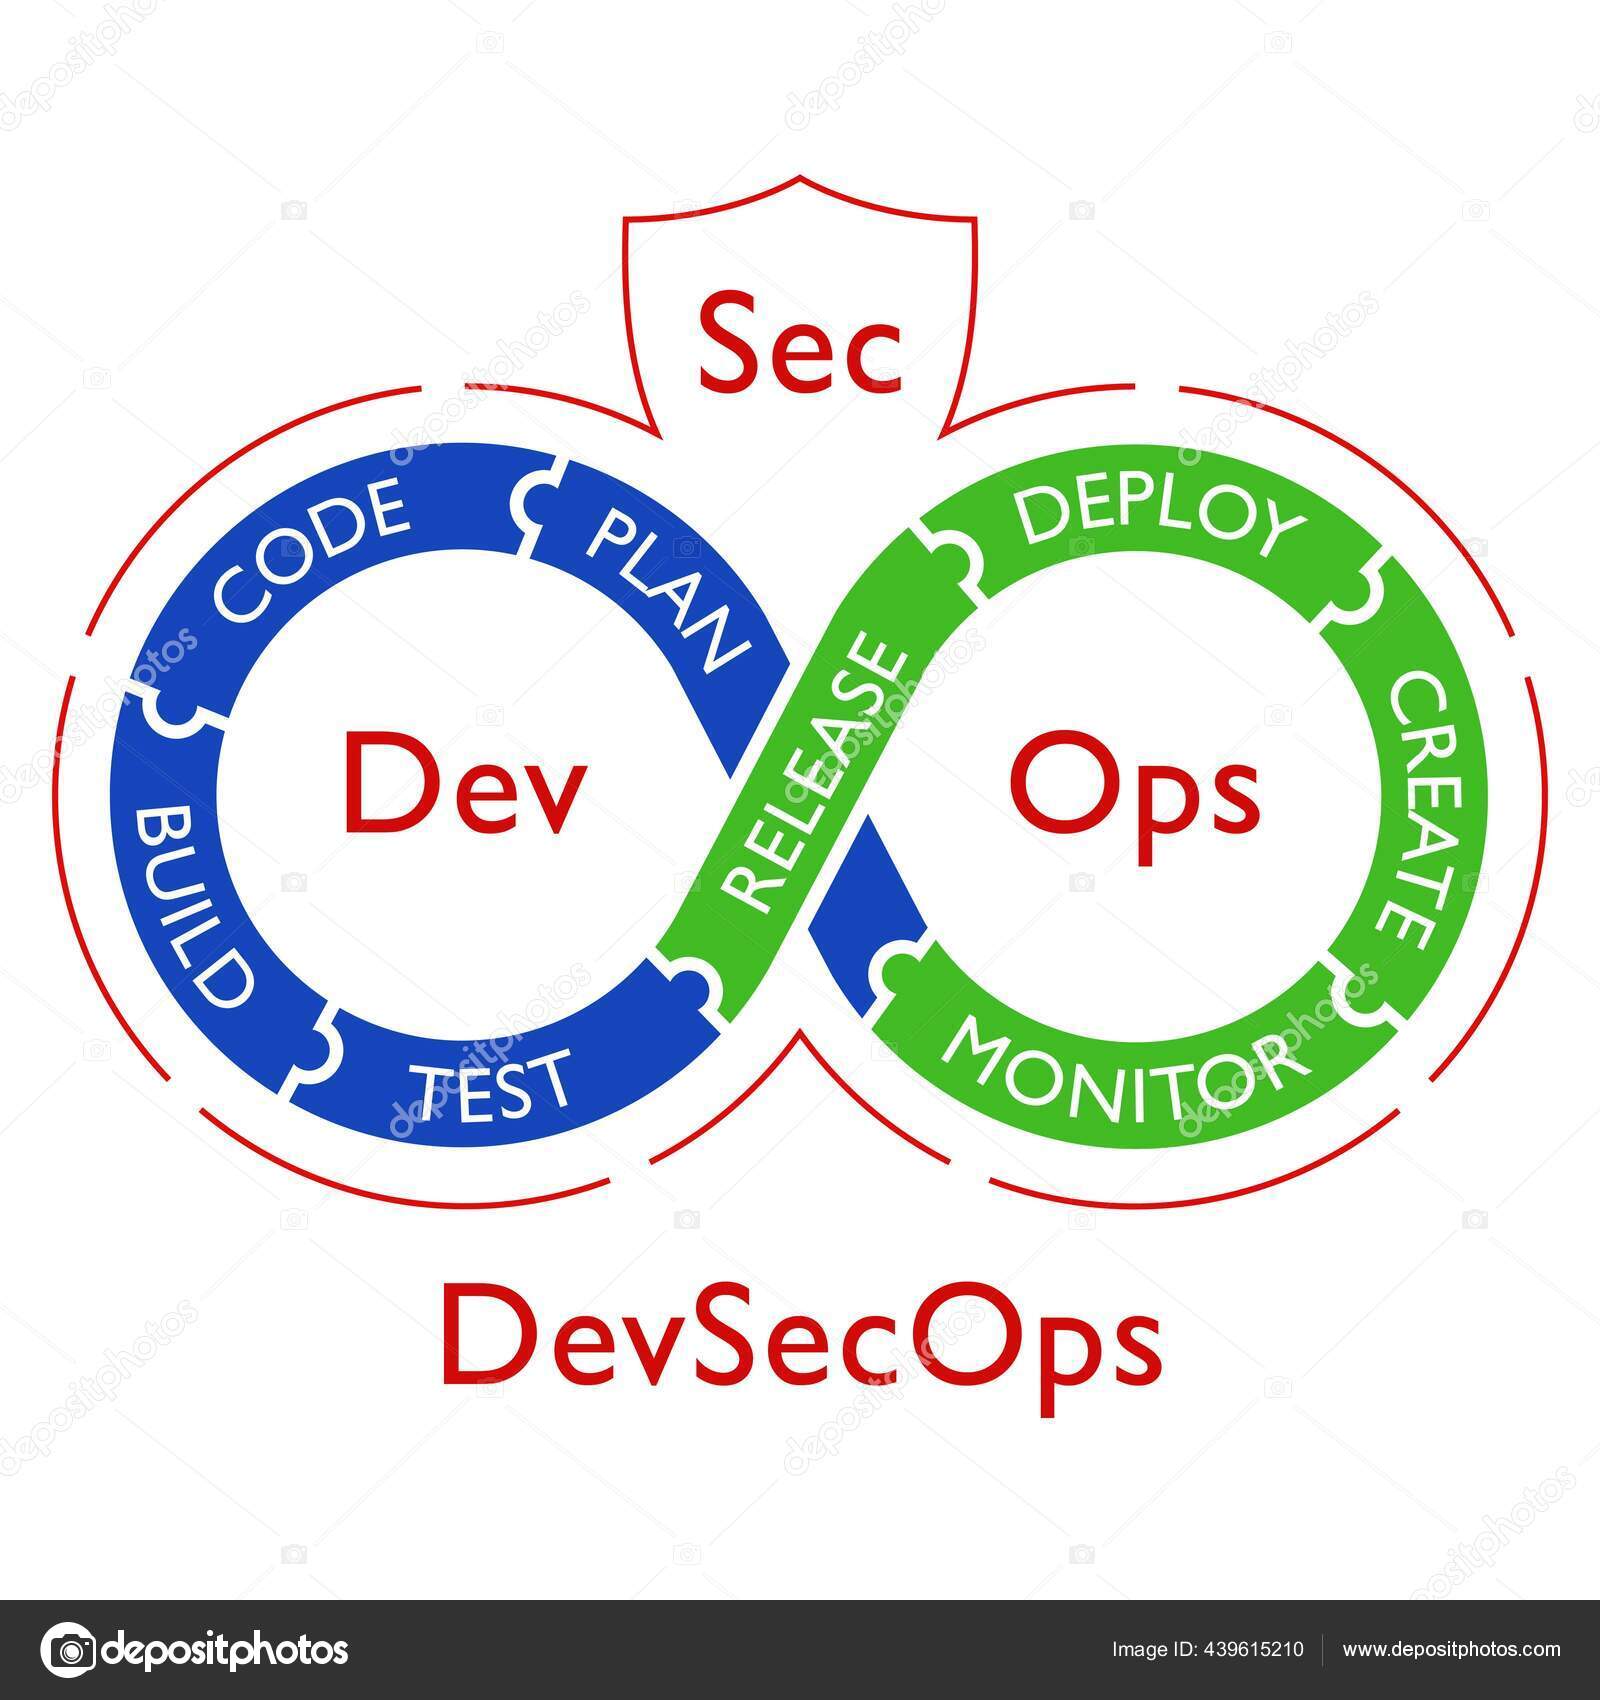 Sec
CODE
PLAN
DEPLOY
RELEASE
CREATE
Dev
Ops
BUILD
TEST
MONITOR
DevSecOps
depositphotos
Image ID: 439615210
www.depositphotos.com